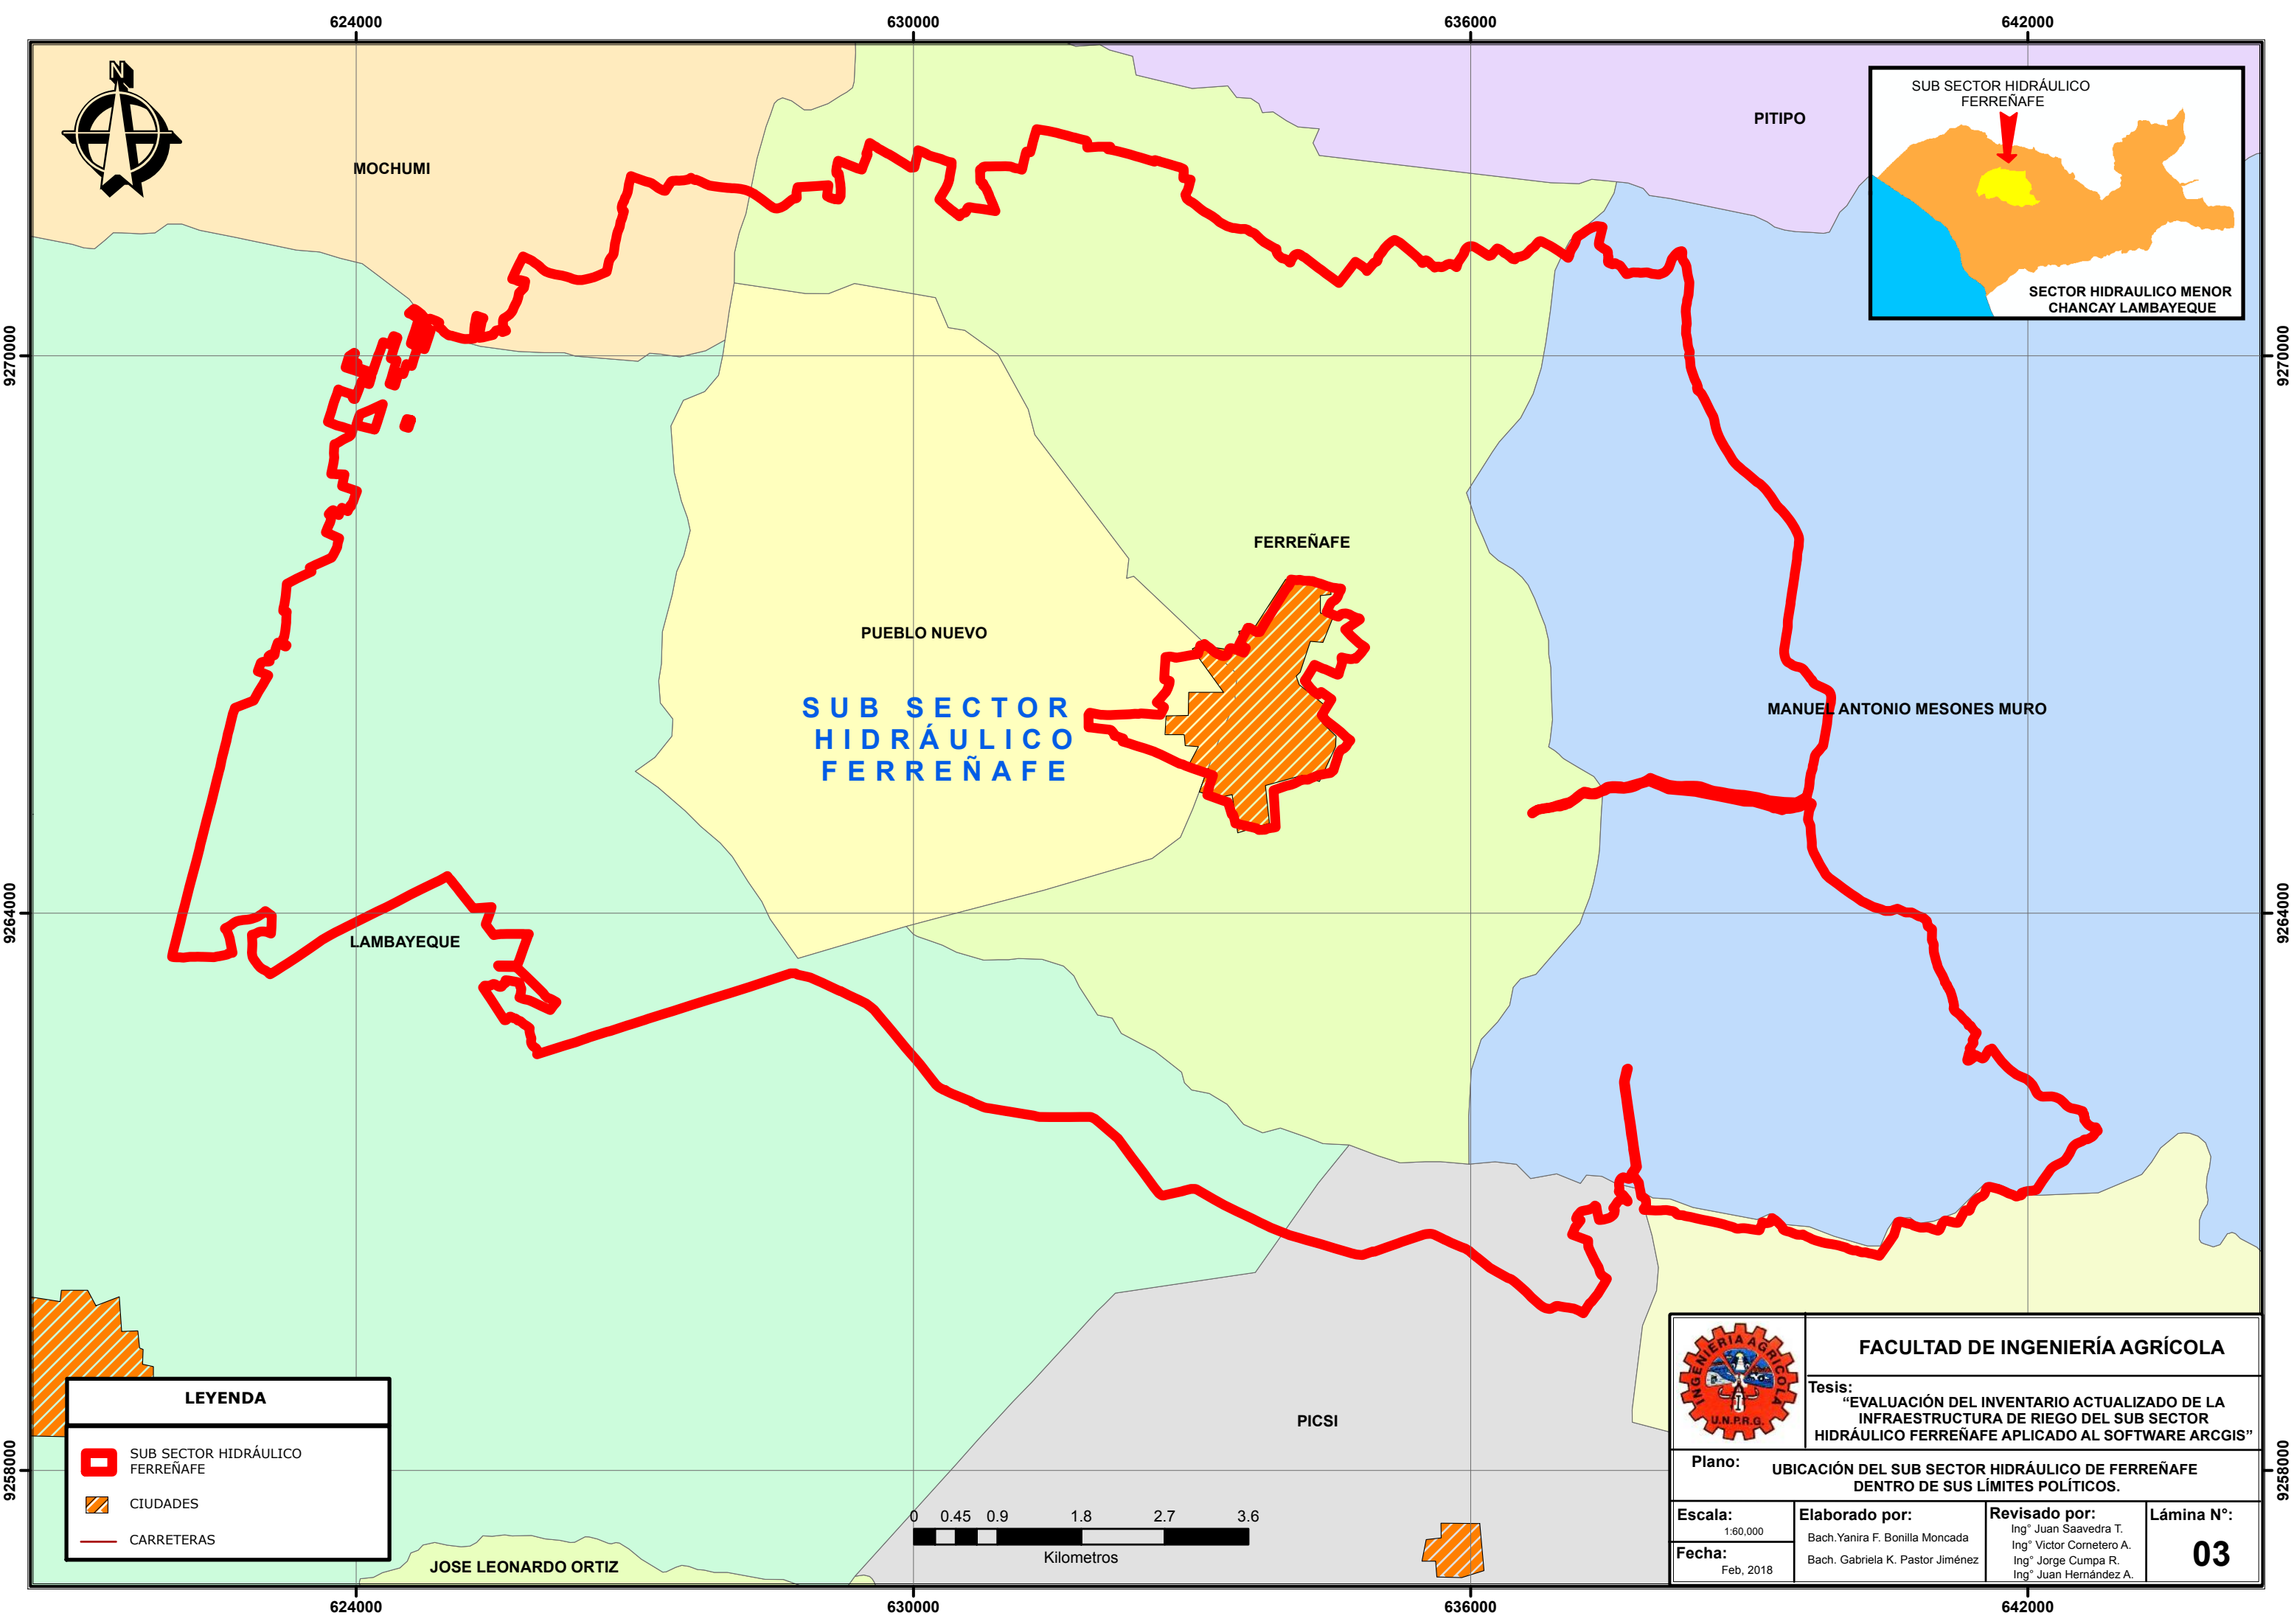 624000
630000
636000
642000
N
MOCHUMI
PITIPO
SUB SECTOR HIDRÁULICO
FERREÑAFE
SECTOR HIDRAULICO MENOR
CHANCAY LAMBAYEQUE
9270000
9270000
FERREÑAFE
PUEBLO NUEVO
SUB SECTOR
HIDRÁULICO
FERREÑAFE
MANUEL ANTONIO MESONES MURO
9264000
9264000
LAMBAYEQUE
PICSI
JOSE LEONARDO ORTIZ
9258000
9258000
LEYENDA
SUB SECTOR HIDRÁULICO
FERREÑAFE
CIUDADES
CARRETERAS
0 0.45 0.9 1.8 2.7 3.6
Kilometros
INGENIERIA AGRICOLA
U.N.P.R.G.
FACULTAD DE INGENIERÍA AGRÍCOLA
Tesis:
“EVALUACIÓN DEL INVENTARIO ACTUALIZADO DE LA
INFRAESTRUCTURA DE RIEGO DEL SUB SECTOR
HIDRÁULICO FERREÑAFE APLICADO AL SOFTWARE ARCGIS”
Plano:
UBICACIÓN DEL SUB SECTOR HIDRÁULICO DE FERREÑAFE
DENTRO DE SUS LÍMITES POLÍTICOS.
Escala:
1:60,000
Fecha:
Feb, 2018
Elaborado por:
Bach.Yanira F. Bonilla Moncada
Bach. Gabriela K. Pastor Jiménez
Revisado por:
Ing° Juan Saavedra T.
Ing° Victor Cornetero A.
Ing° Jorge Cumpa R.
Ing° Juan Hernández A.
Lámina N°:
03
624000
630000
636000
642000